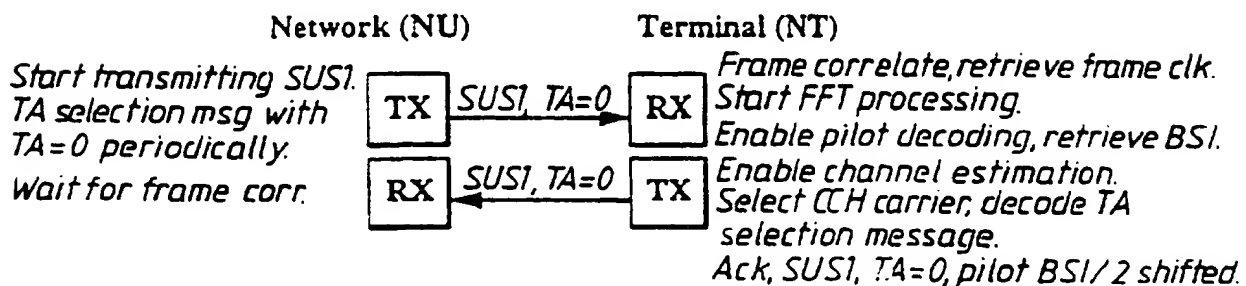 Network (NU)
Terminal (NT)
Start transmitting SUS1.
TA selection msg with
TA=0 periodically.
Wait for frame corr.
TX
SUS1, TA=0
RX
RX
SUS1, TA=0
TX
Frame correlate, retrieve frame clk.
Start FFT processing.
Enable pilot decoding, retrieve BSI.
Enable channel estimation.
Select CCH carrier, decode TA
selection message.
Ack, SUS1, TA=0, pilot BSI/2 shifted.